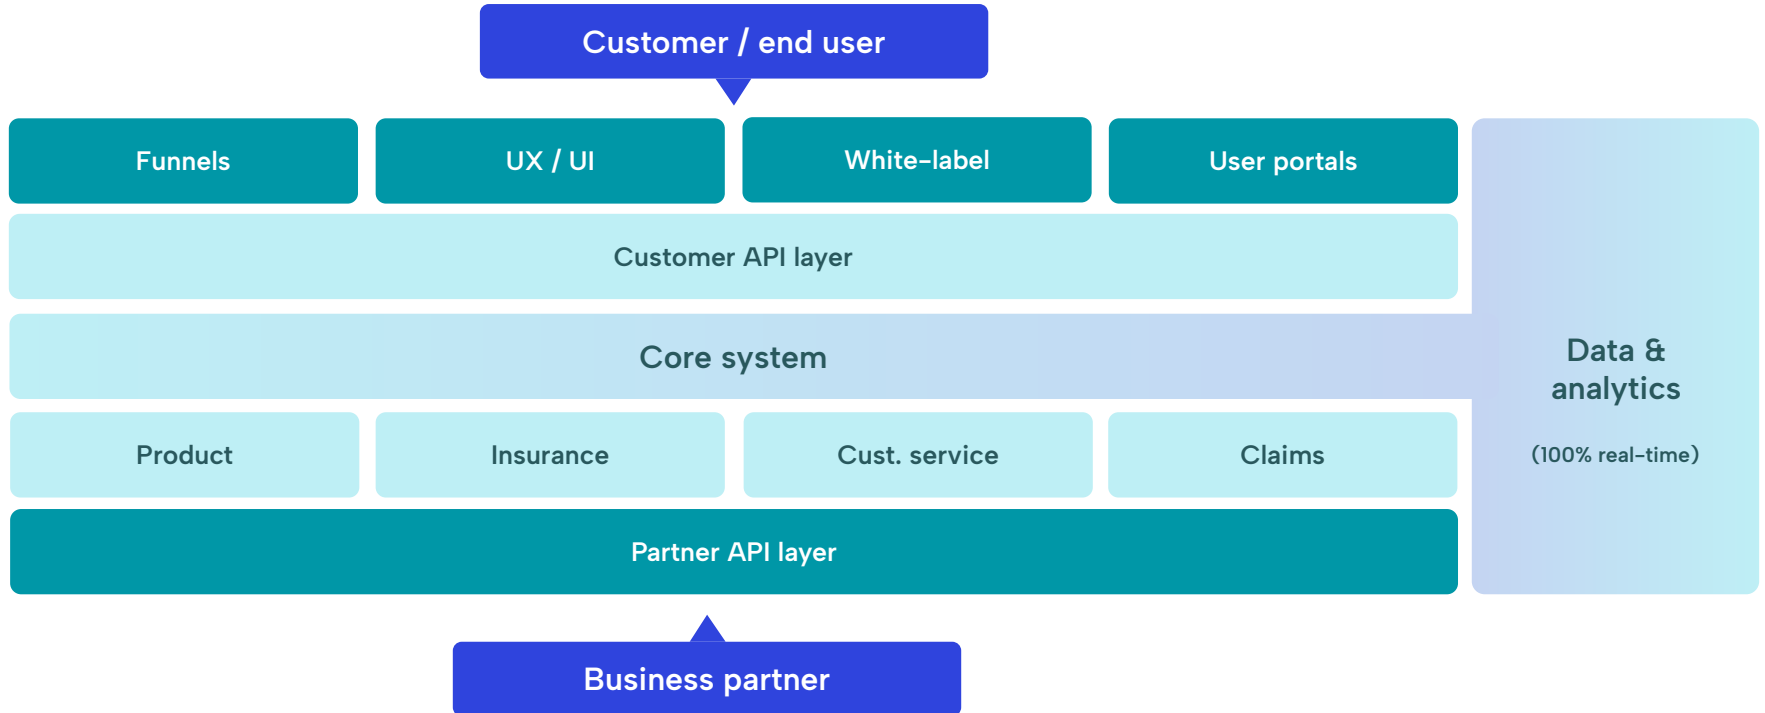 Customer / end user
Funnels
UX / UI
White-label
User portals
Customer API layer
Core system
Data &
analytics
(100% real-time)
Product
Insurance
Cust. service
Claims
Partner API layer
Business partner